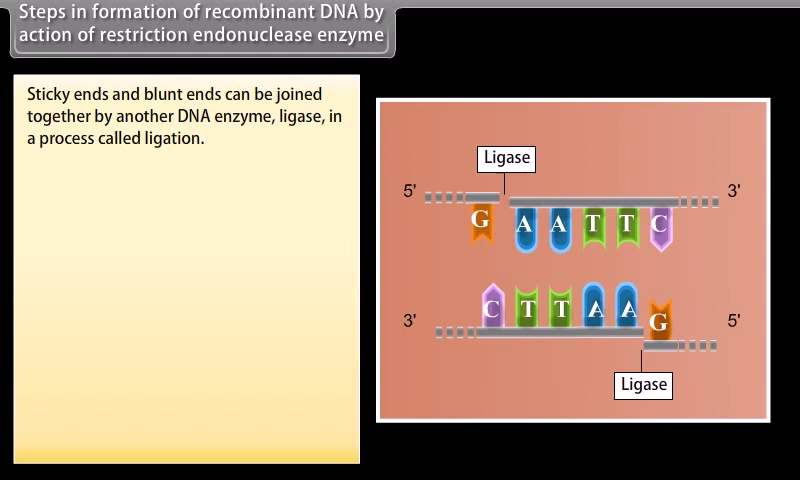 Steps in formation of recombinant DNA by
action of restriction endonuclease enzyme
Sticky ends and blunt ends can be joined
together by another DNA enzyme, ligase, in
a process called ligation.
Ligase
5' 3'
G A A T T C
C T T A A G
3' 5'
Ligase